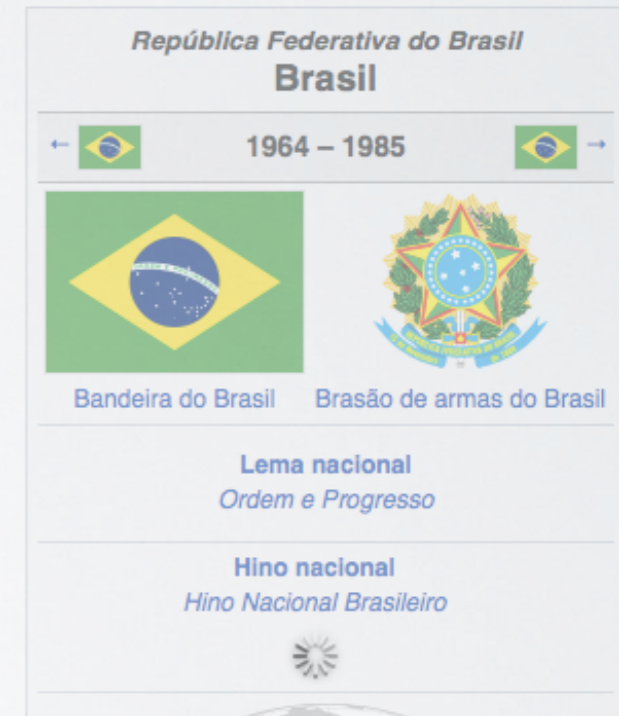 República Federativa do Brasil
Brasil
← 1964 – 1985 →
Bandeira do Brasil Brasão de armas do Brasil
Lema nacional
Ordem e Progresso
Hino nacional
Hino Nacional Brasileiro